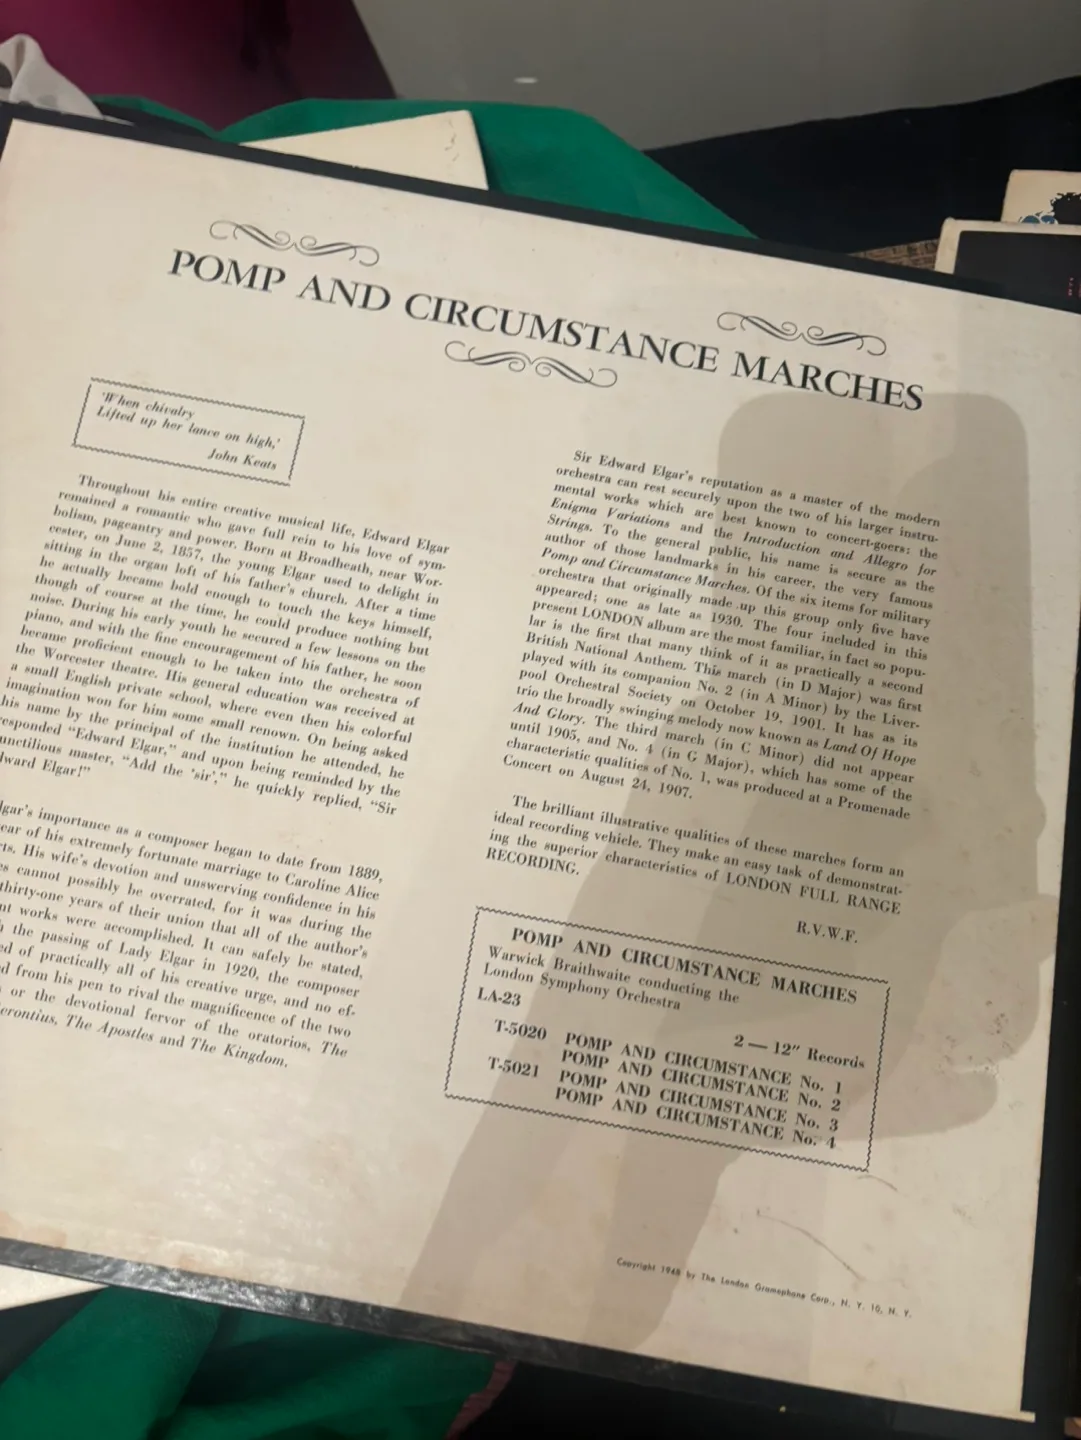 POMP AND CIRCUMSTANCE MARCHES
'When chivalry
Lifted up her lance on high,'
John Keats
Throughout his entire creative musical life, Edward Elgar
remained a romantic who gave full rein to his love of sym-
bolism, pageantry and power. Born at Broadheath, near Wor-
cester, on June 2, 1857, the young Elgar used to delight in
sitting in the organ loft of his father's church. After a time
he actually became bold enough to touch the keys himself,
though of course at the time, he could produce nothing but
noise. During his early youth he secured a few lessons on the
piano, and with the fine encouragement of his father, he soon
became proficient enough to be taken into the orchestra of
the Worcester theatre. His general education was received at
a small English private school, where even then his colorful
imagination won for him some small renown. On being asked
his name by the principal of the institution he attended, he
responded "Edward Elgar," and upon being reminded by the
unctilious master, "Add the 'sir'," he quickly replied, "Sir
dward Elgar!"
lgar's importance as a composer began to date from 1889,
ear of his extremely fortunate marriage to Caroline Alice
rts. His wife's devotion and unswerving confidence in his
es cannot possibly be overrated, for it was during the
thirty-one years of their union that all of the author's
nt works were accomplished. It can safely be stated,
h the passing of Lady Elgar in 1920, the composer
ed of practically all of his creative urge, and no ef-
d from his pen to rival the magnificence of the two
or the devotional fervor of the oratorios, The
erontius, The Apostles and The Kingdom.
Sir Edward Elgar's reputation as a master of the modern
orchestra can rest securely upon the two of his larger instru-
mental works which are best known to concert-goers: the
Enigma Variations and the Introduction and Allegro for
Strings. To the general public, his name is secure as the
author of those landmarks in his career, the very famous
Pomp and Circumstance Marches. Of the six items for military
orchestra that originally made up this group only five have
appeared; one as late as 1930. The four included in this
present LONDON album are the most familiar, in fact so popu-
lar is the first that many think of it as practically a second
British National Anthem. This march (in D Major) was first
played with its companion No. 2 (in A Minor) by the Liver-
pool Orchestral Society on October 19, 1901. It has as its
trio the broadly swinging melody now known as Land Of Hope
And Glory. The third march (in C Minor) did not appear
until 1905, and No. 4 (in G Major), which has some of the
characteristic qualities of No. 1, was produced at a Promenade
Concert on August 24, 1907.
The brilliant illustrative qualities of these marches form an
ideal recording vehicle. They make an easy task of demonstrat-
ing the superior characteristics of LONDON FULL RANGE
RECORDING.
R.V.W.F.
POMP AND CIRCUMSTANCE MARCHES
Warwick Braithwaite conducting the
London Symphony Orchestra
LA-23
2 — 12" Records
T-5020 POMP AND CIRCUMSTANCE No. 1
POMP AND CIRCUMSTANCE No. 2
T-5021 POMP AND CIRCUMSTANCE No. 3
POMP AND CIRCUMSTANCE No. 4
Copyright 1948 by The London Gramophone Corp., N. Y. 10, N. Y.